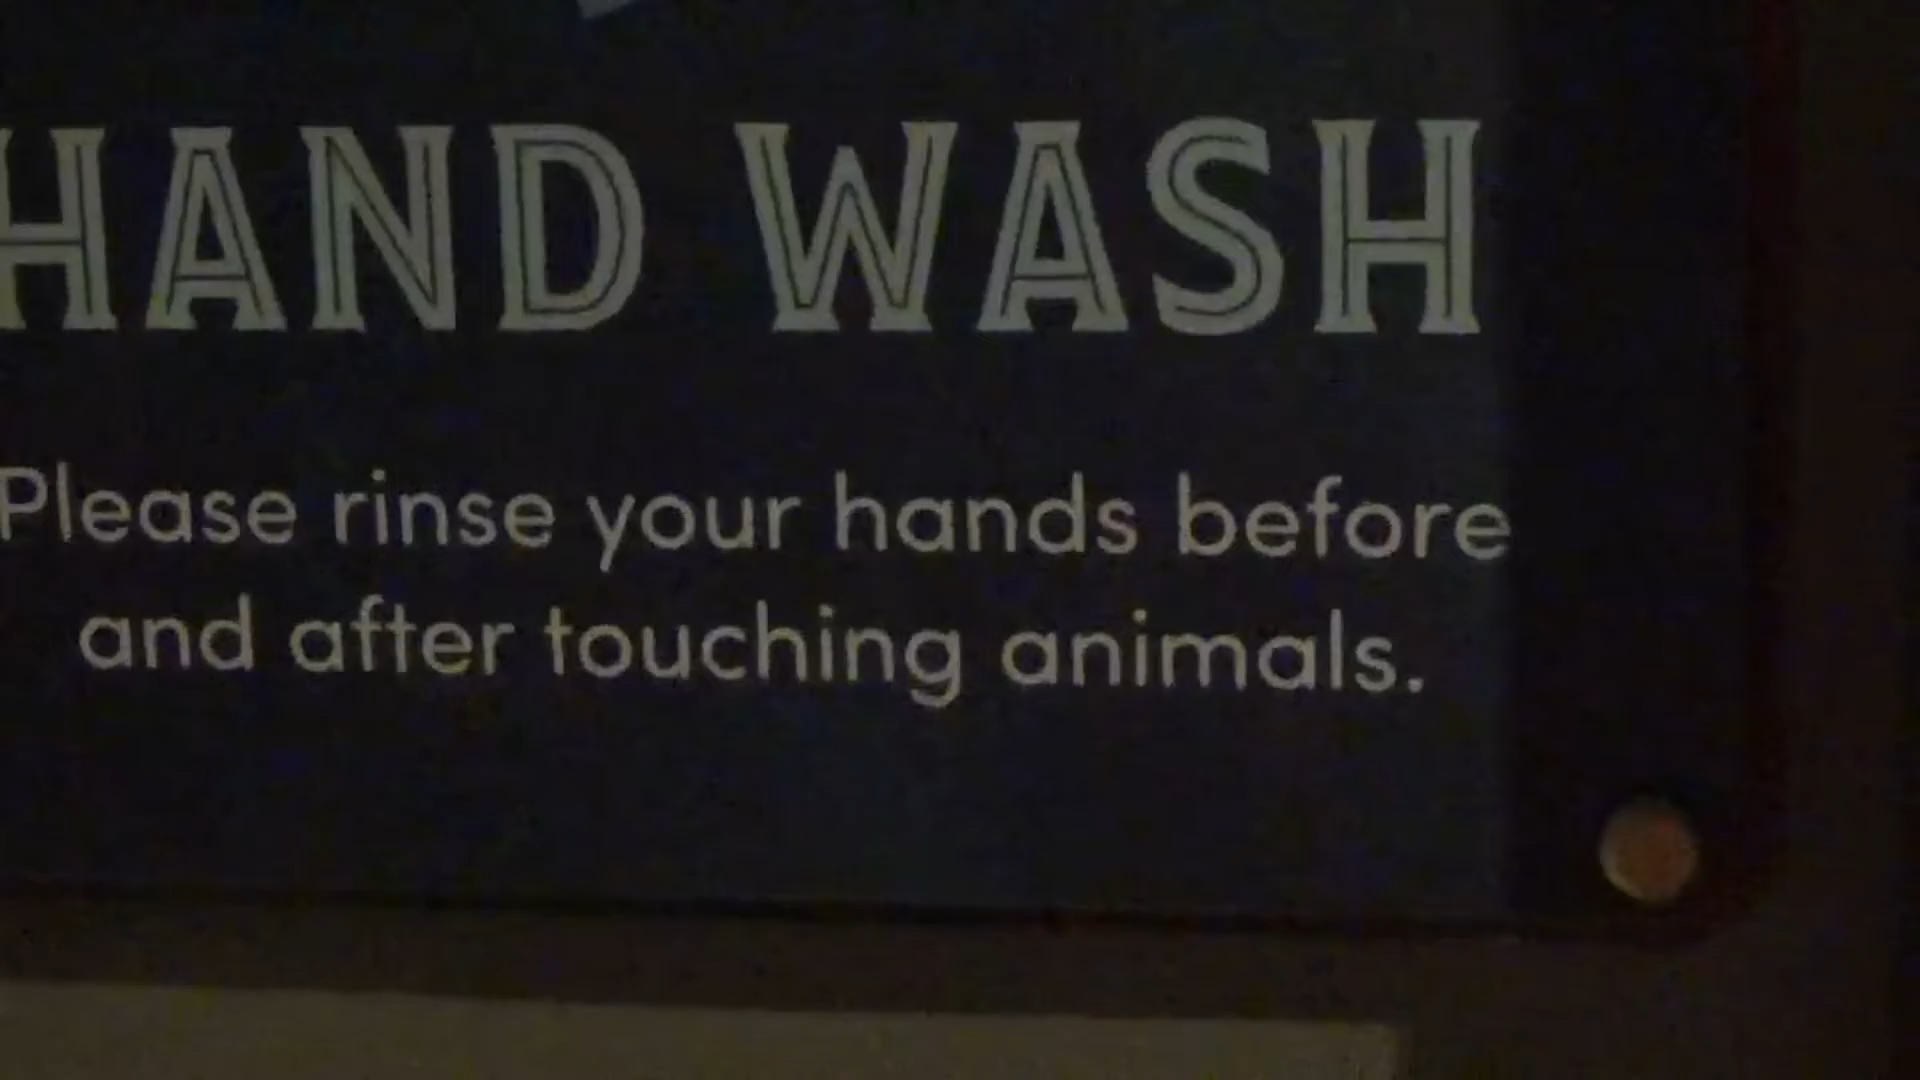 HAND WASH
Please rinse your hands before
and after touching animals.